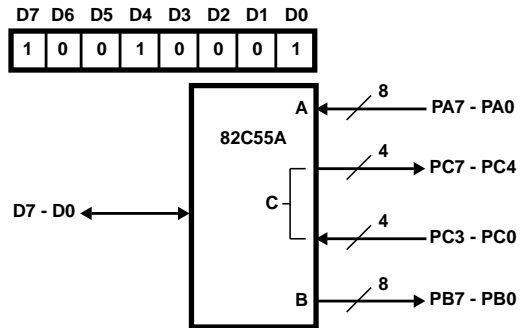 D7 D6 D5 D4 D3 D2 D1 D0
1 0 0 1 0 0 0 1
A 8 PA7 - PA0
82C55A
4 PC7 - PC4
C
D7 - D0
4 PC3 - PC0
B 8 PB7 - PB0